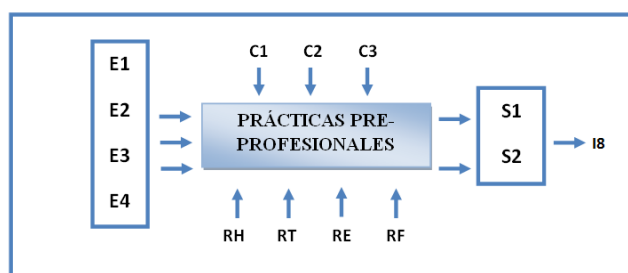 C1 C2 C3
E1
E2
E3
E4
PRÁCTICAS PRE-
PROFESIONALES
S1
S2
I8
RH RT RE RF